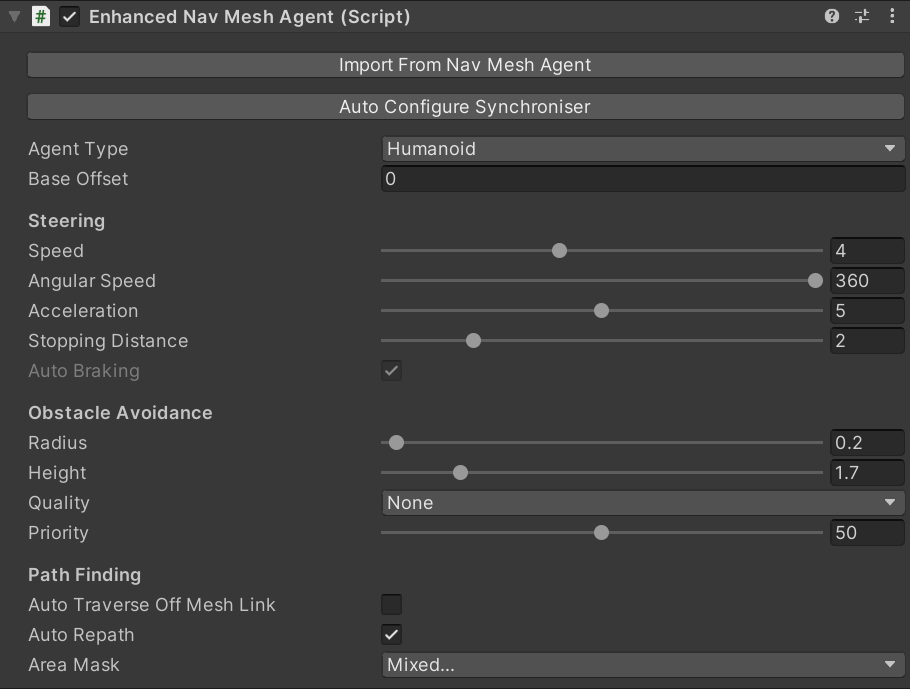 # Enhanced Nav Mesh Agent (Script)
Import From Nav Mesh Agent
Auto Configure Synchroniser
Agent Type Humanoid
Base Offset 0
Steering
Speed 4
Angular Speed 360
Acceleration 5
Stopping Distance 2
Auto Braking
Obstacle Avoidance
Radius 0.2
Height 1.7
Quality None
Priority 50
Path Finding
Auto Traverse Off Mesh Link
Auto Repath
Area Mask Mixed...